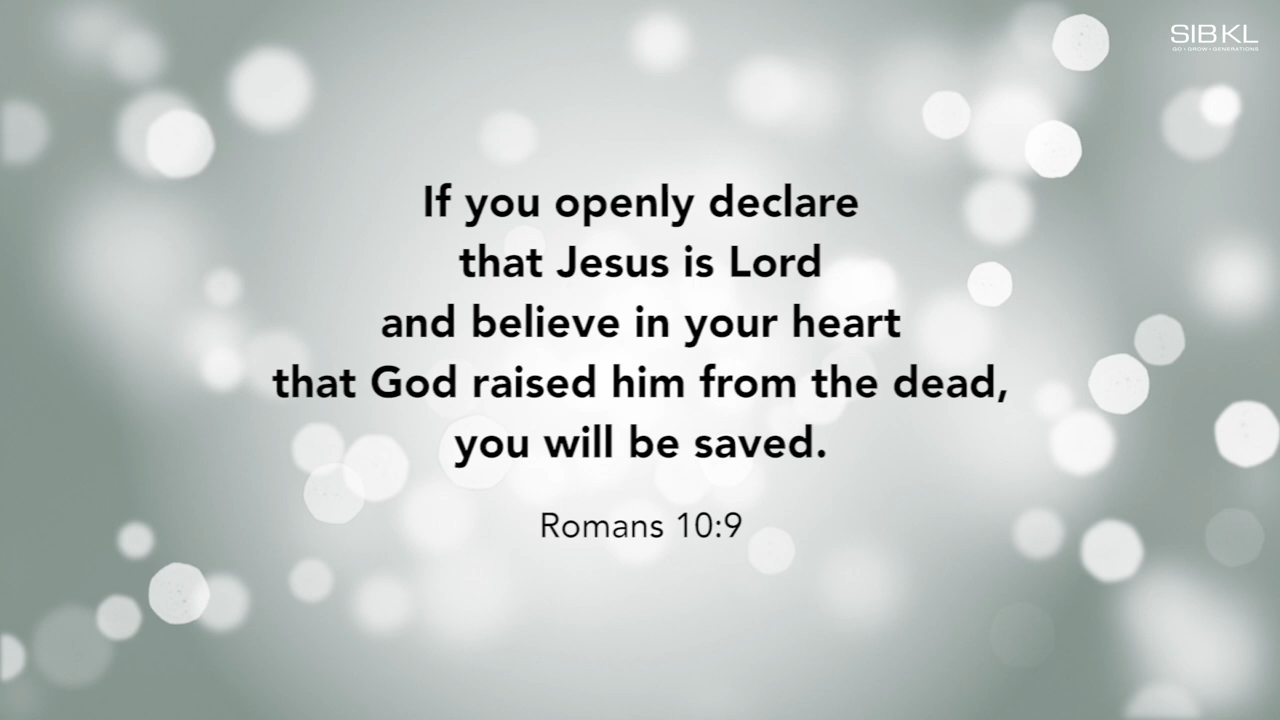 SIBKL
GO • GROW • GENERATIONS
If you openly declare
that Jesus is Lord
and believe in your heart
that God raised him from the dead,
you will be saved.
Romans 10:9